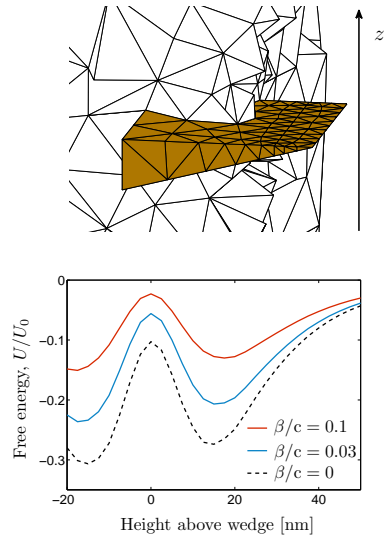 z
Free energy, U/U₀
0
−0.1
−0.2
−0.3
β/c = 0.1
β/c = 0.03
β/c = 0
−20
0
20
40
Height above wedge [nm]